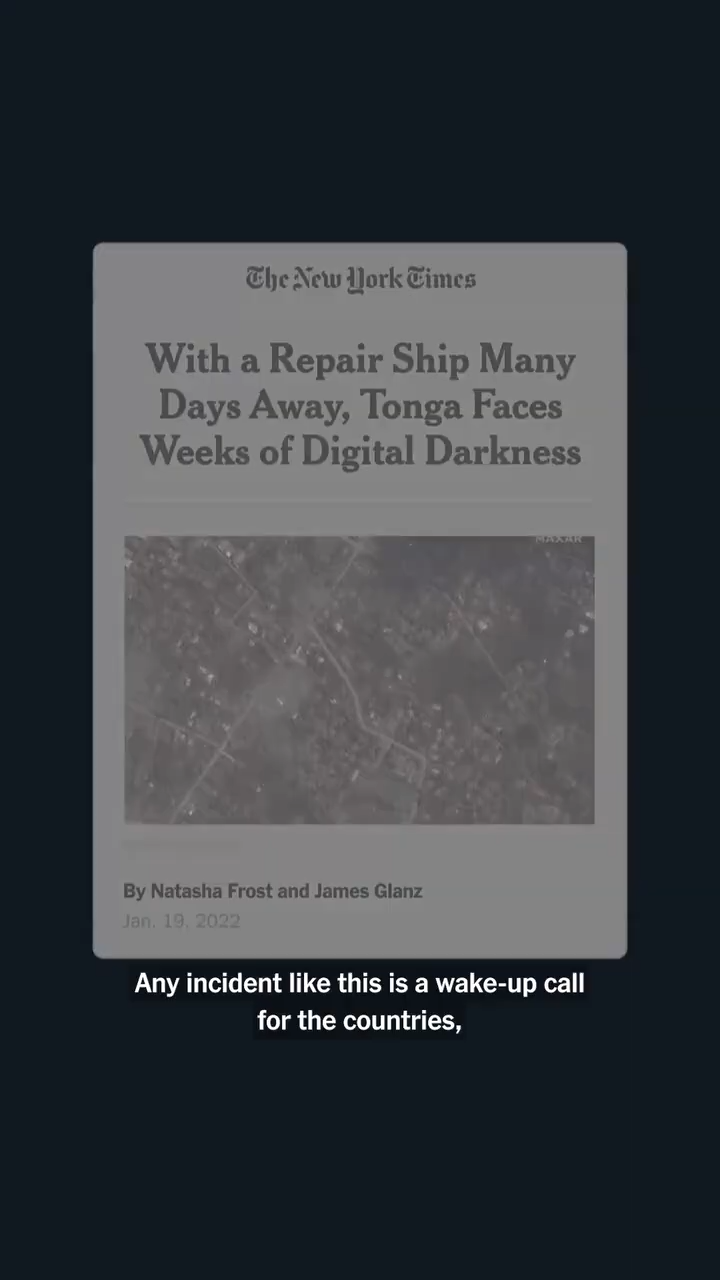 The New York Times
With a Repair Ship Many
Days Away, Tonga Faces
Weeks of Digital Darkness
MAXAR
By Natasha Frost and James Glanz
Jan. 19, 2022
Any incident like this is a wake-up call
for the countries,